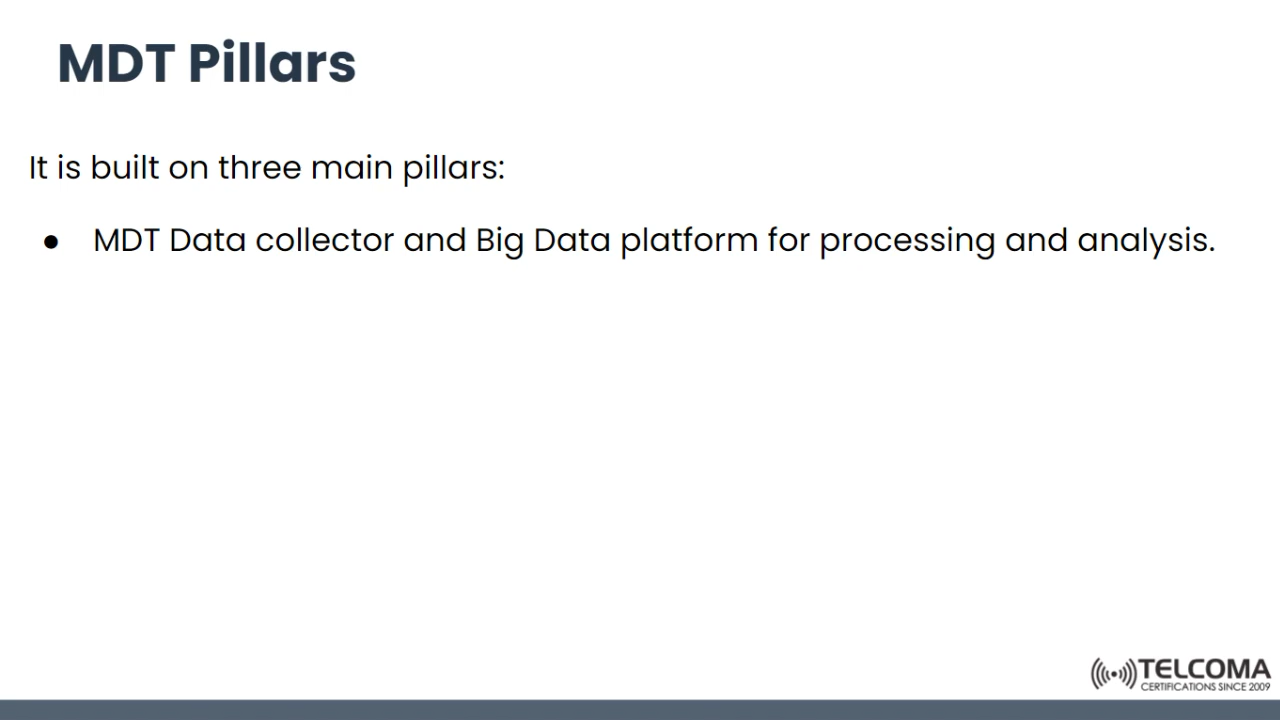 MDT Pillars
It is built on three main pillars:
● MDT Data collector and Big Data platform for processing and analysis.
TELCOMA
CERTIFICATIONS SINCE 2009